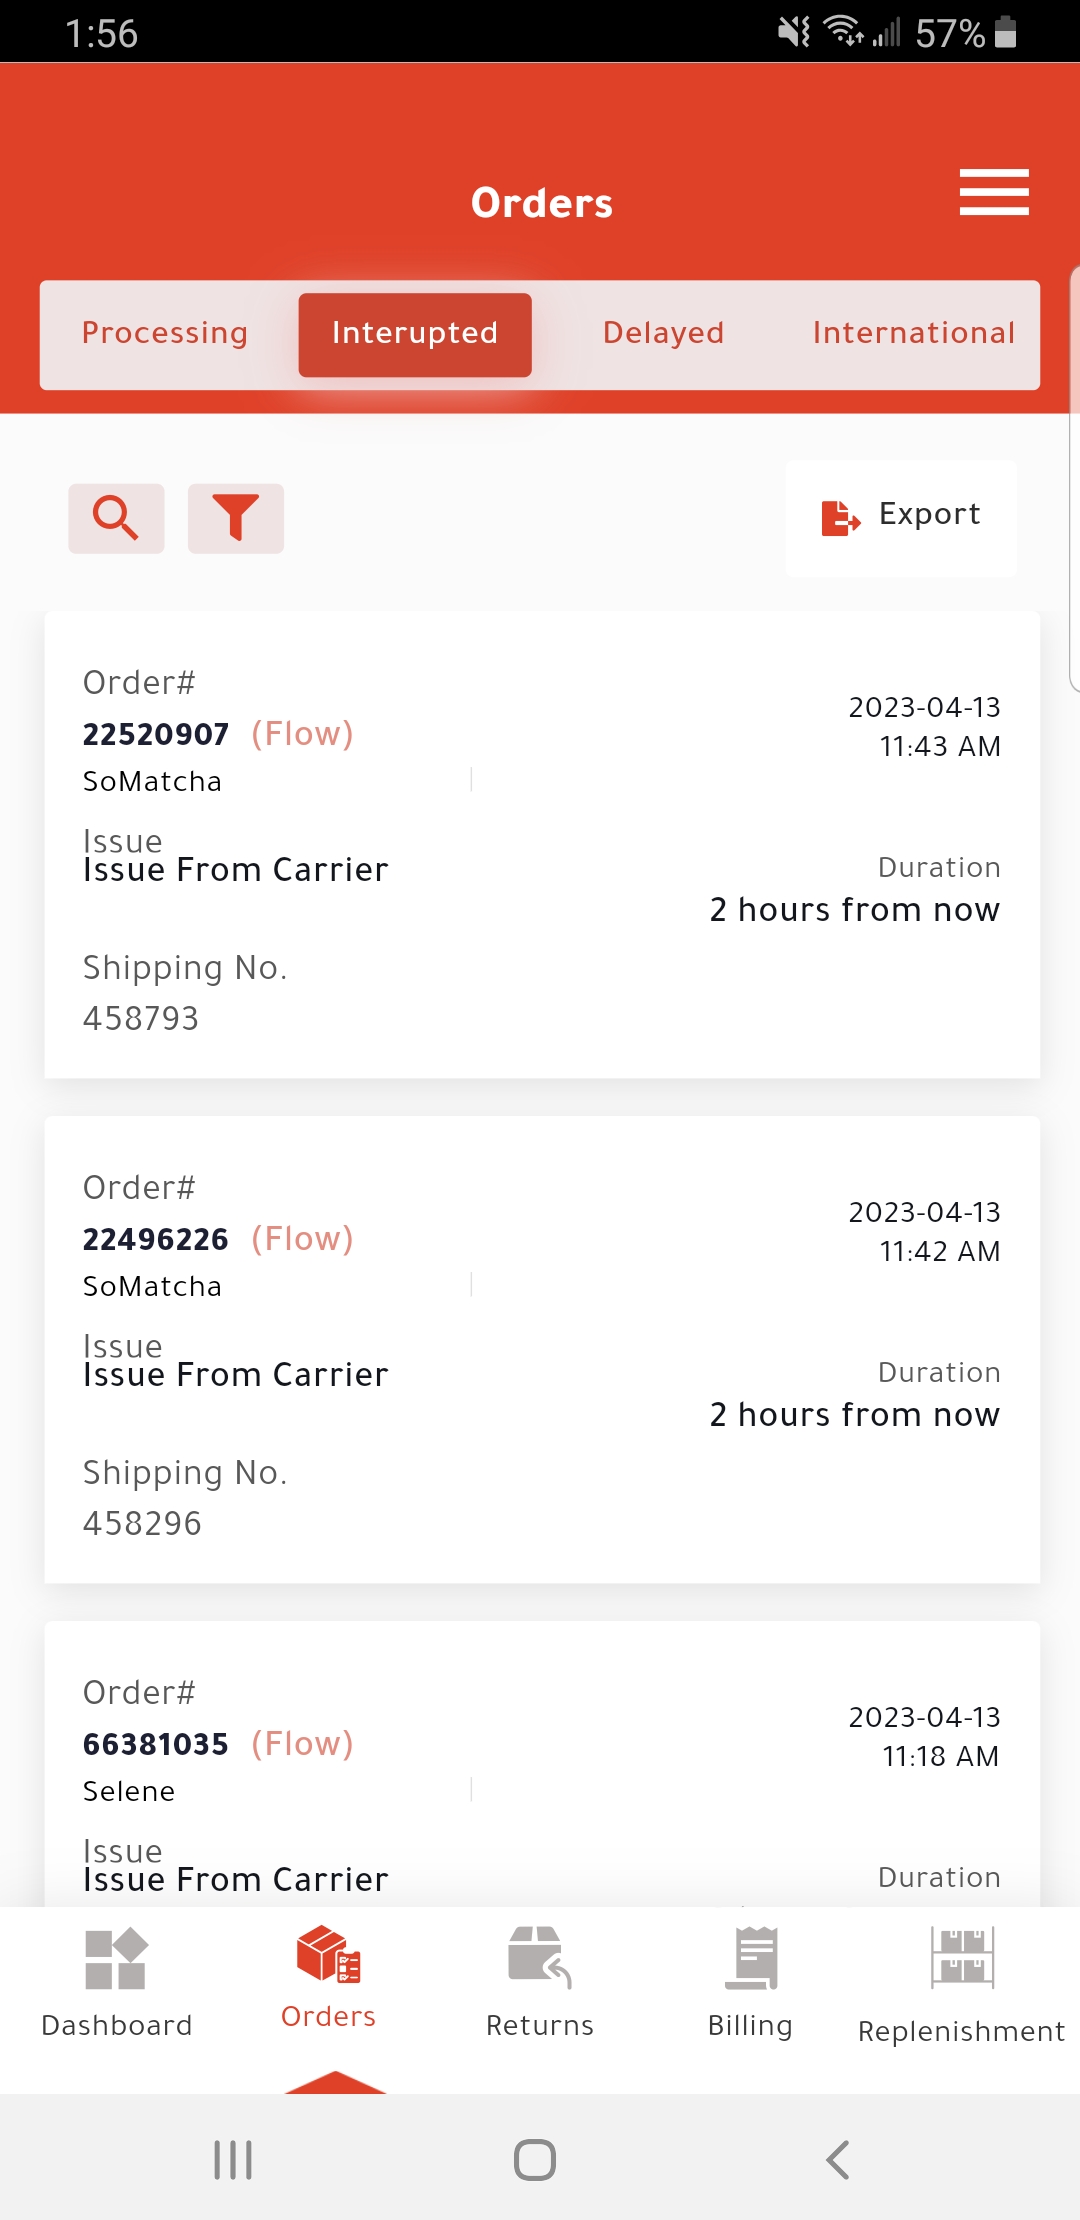 1:56
57%
Orders
Processing Interupted Delayed International
Export
Order#
22520907 (Flow)
SoMatcha
2023-04-13
11:43 AM
Issue
Issue From Carrier
Duration
2 hours from now
Shipping No.
458793
Order#
22496226 (Flow)
SoMatcha
2023-04-13
11:42 AM
Issue
Issue From Carrier
Duration
2 hours from now
Shipping No.
458296
Order#
66381035 (Flow)
Selene
2023-04-13
11:18 AM
Issue
Issue From Carrier
Duration
Dashboard Orders Returns Billing Replenishment